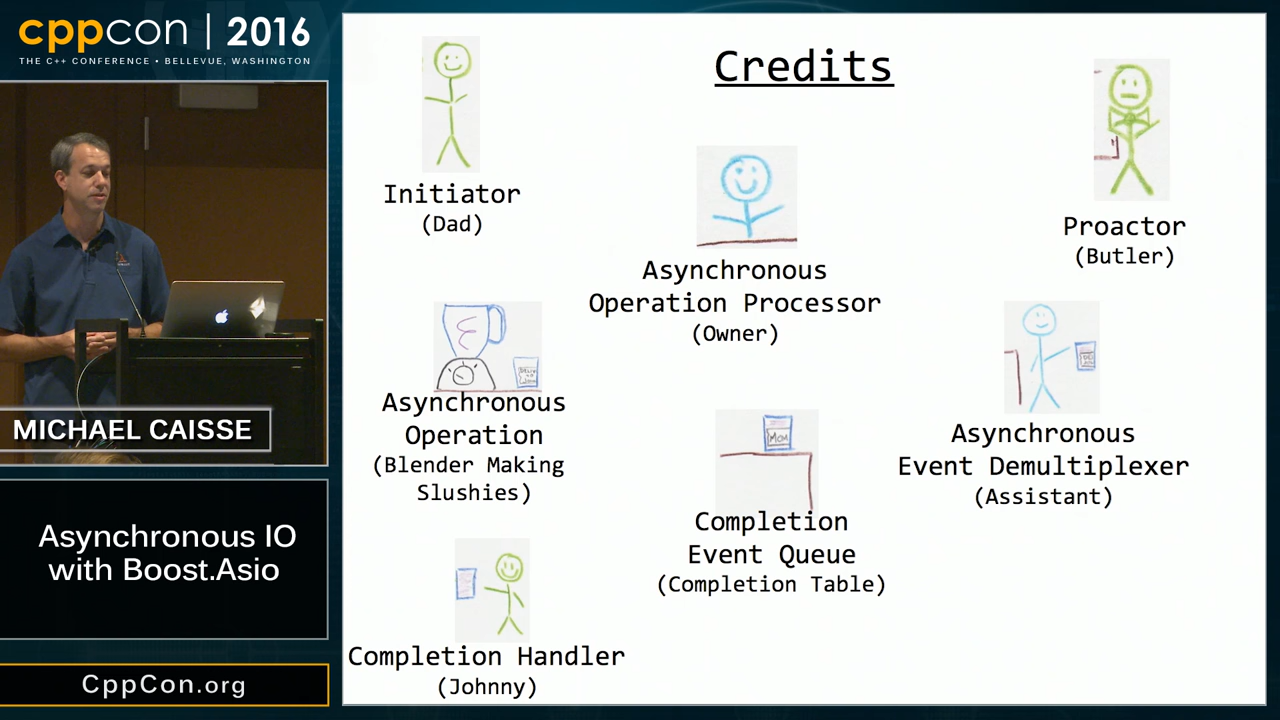 cppcon | 2016
THE C++ CONFERENCE • BELLEVUE, WASHINGTON
MICHAEL CAISSE
Asynchronous IO
with Boost.Asio
CppCon.org
Credits
Initiator
(Dad)
Asynchronous
Operation Processor
(Owner)
Proactor
(Butler)
Asynchronous
Operation
(Blender Making
Slushies)
MOM
Completion
Event Queue
(Completion Table)
Asynchronous
Event Demultiplexer
(Assistant)
Completion Handler
(Johnny)